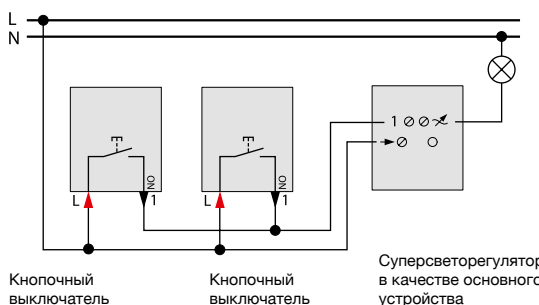 L
N
1
NO
L
1
NO
L
1
Кнопочный
выключатель
Кнопочный
выключатель
Суперсветорегулятор
в качестве основного
устройства